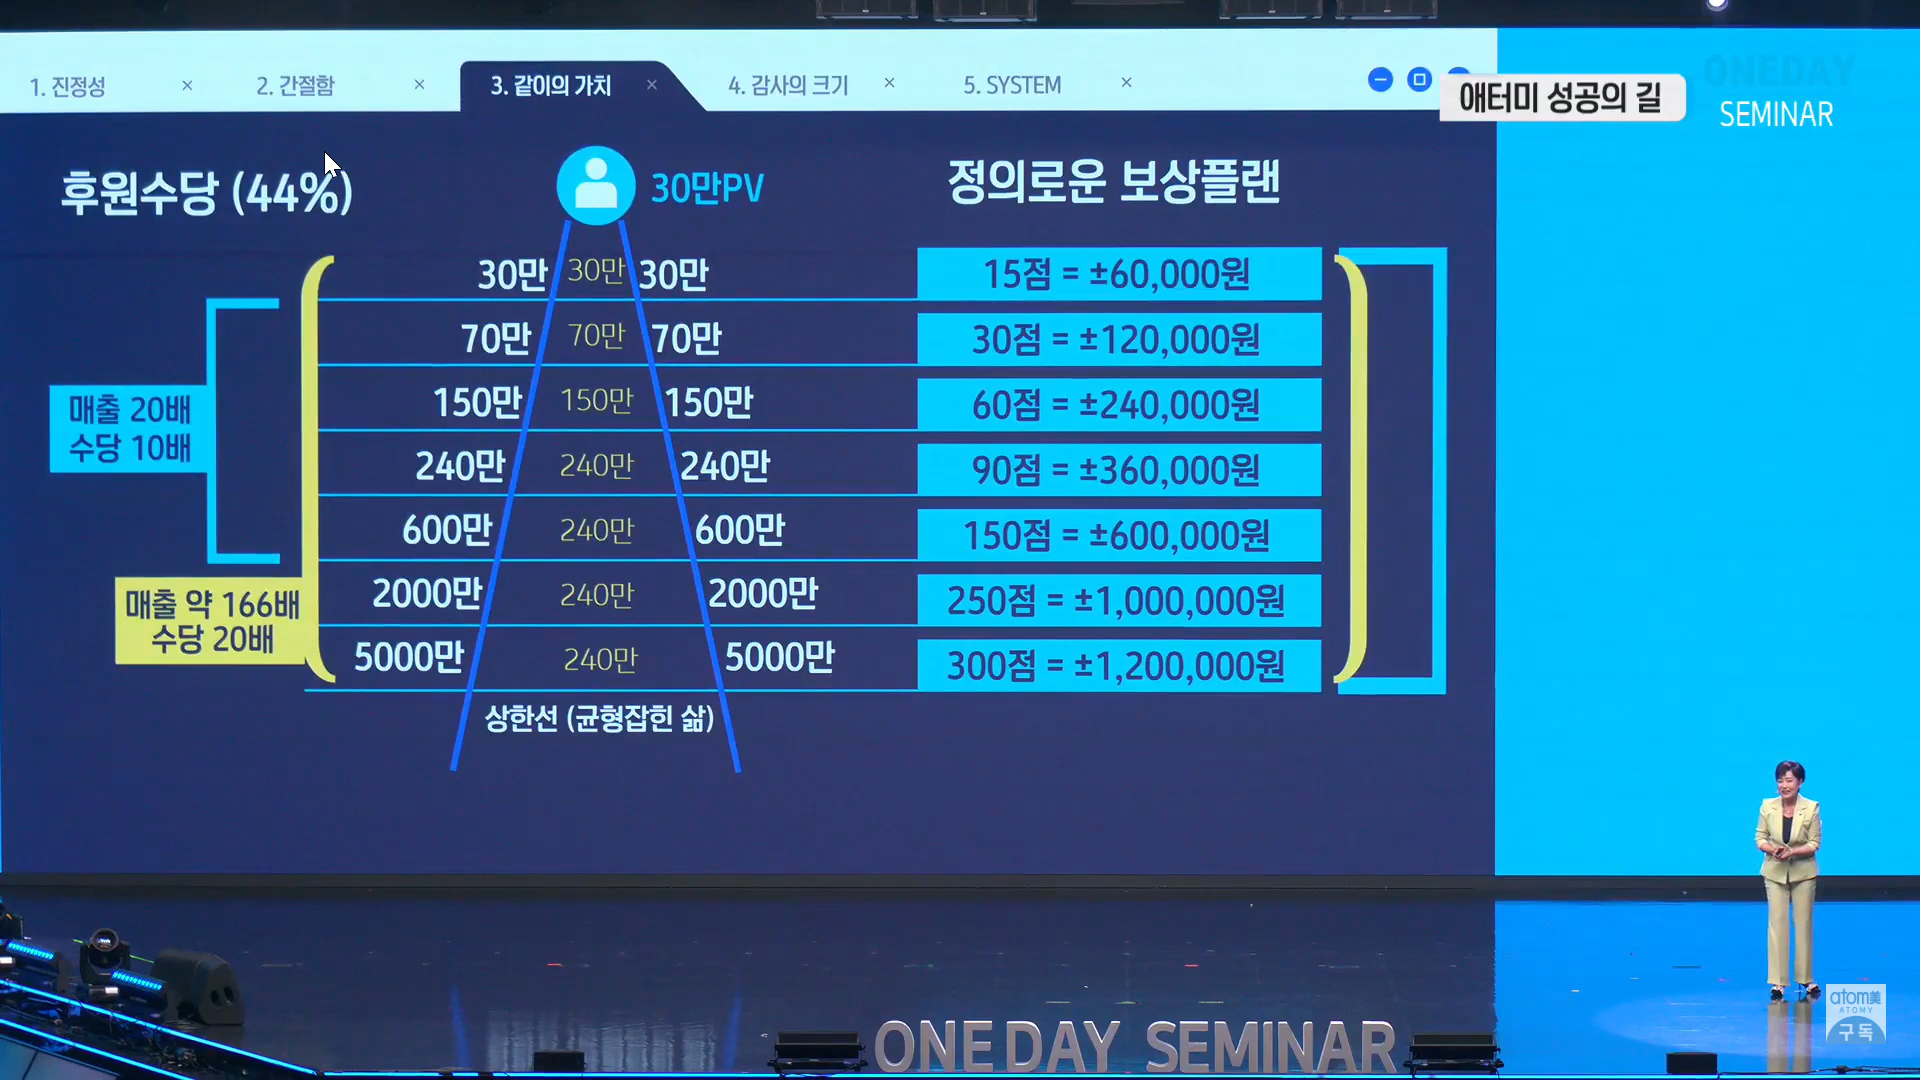 1. 진정성 × 2. 간절함 × 3. 같이의 가치 × 4. 감사의 크기 × 5. SYSTEM ×
ONEDAY
SEMINAR
애터미 성공의 길
후원수당 (44%)
30만PV
정의로운 보상플랜
30만 30만 30만 15점 = ±60,000원
70만 70만 70만 30점 = ±120,000원
150만 150만 150만 60점 = ±240,000원
240만 240만 240만 90점 = ±360,000원
600만 240만 600만 150점 = ±600,000원
2000만 240만 2000만 250점 = ±1,000,000원
5000만 240만 5000만 300점 = ±1,200,000원
매출 20배
수당 10배
매출 약 166배
수당 20배
상한선 (균형잡힌 삶)
ONE DAY SEMINAR
atom美
ATOMY
구독